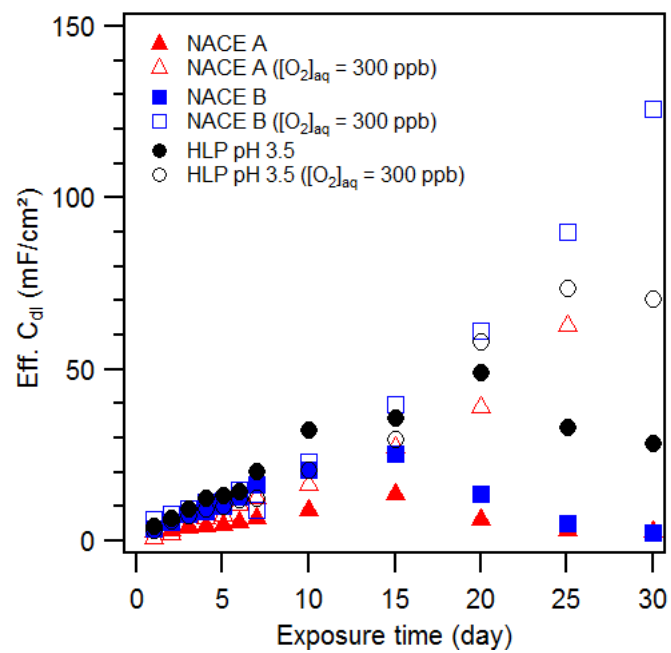 150
100
50
0
Eff. C_dl (mF/cm²)
NACE A
NACE A ([O₂]aq = 300 ppb)
NACE B
NACE B ([O₂]aq = 300 ppb)
HLP pH 3.5
HLP pH 3.5 ([O₂]aq = 300 ppb)
0 5 10 15 20 25 30
Exposure time (day)